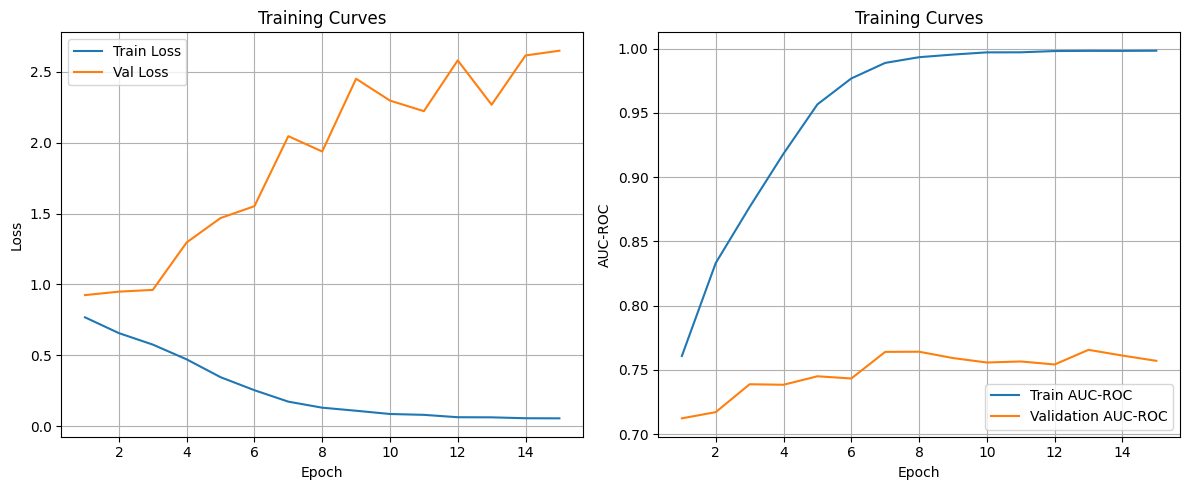 Training Curves
Train Loss
Val Loss
2.5
2.0
1.5
1.0
0.5
0.0
Loss
2 4 6 8 10 12 14
Epoch
Training Curves
1.00
0.95
0.90
0.85
0.80
0.75
0.70
AUC-ROC
Train AUC-ROC
Validation AUC-ROC
2 4 6 8 10 12 14
Epoch